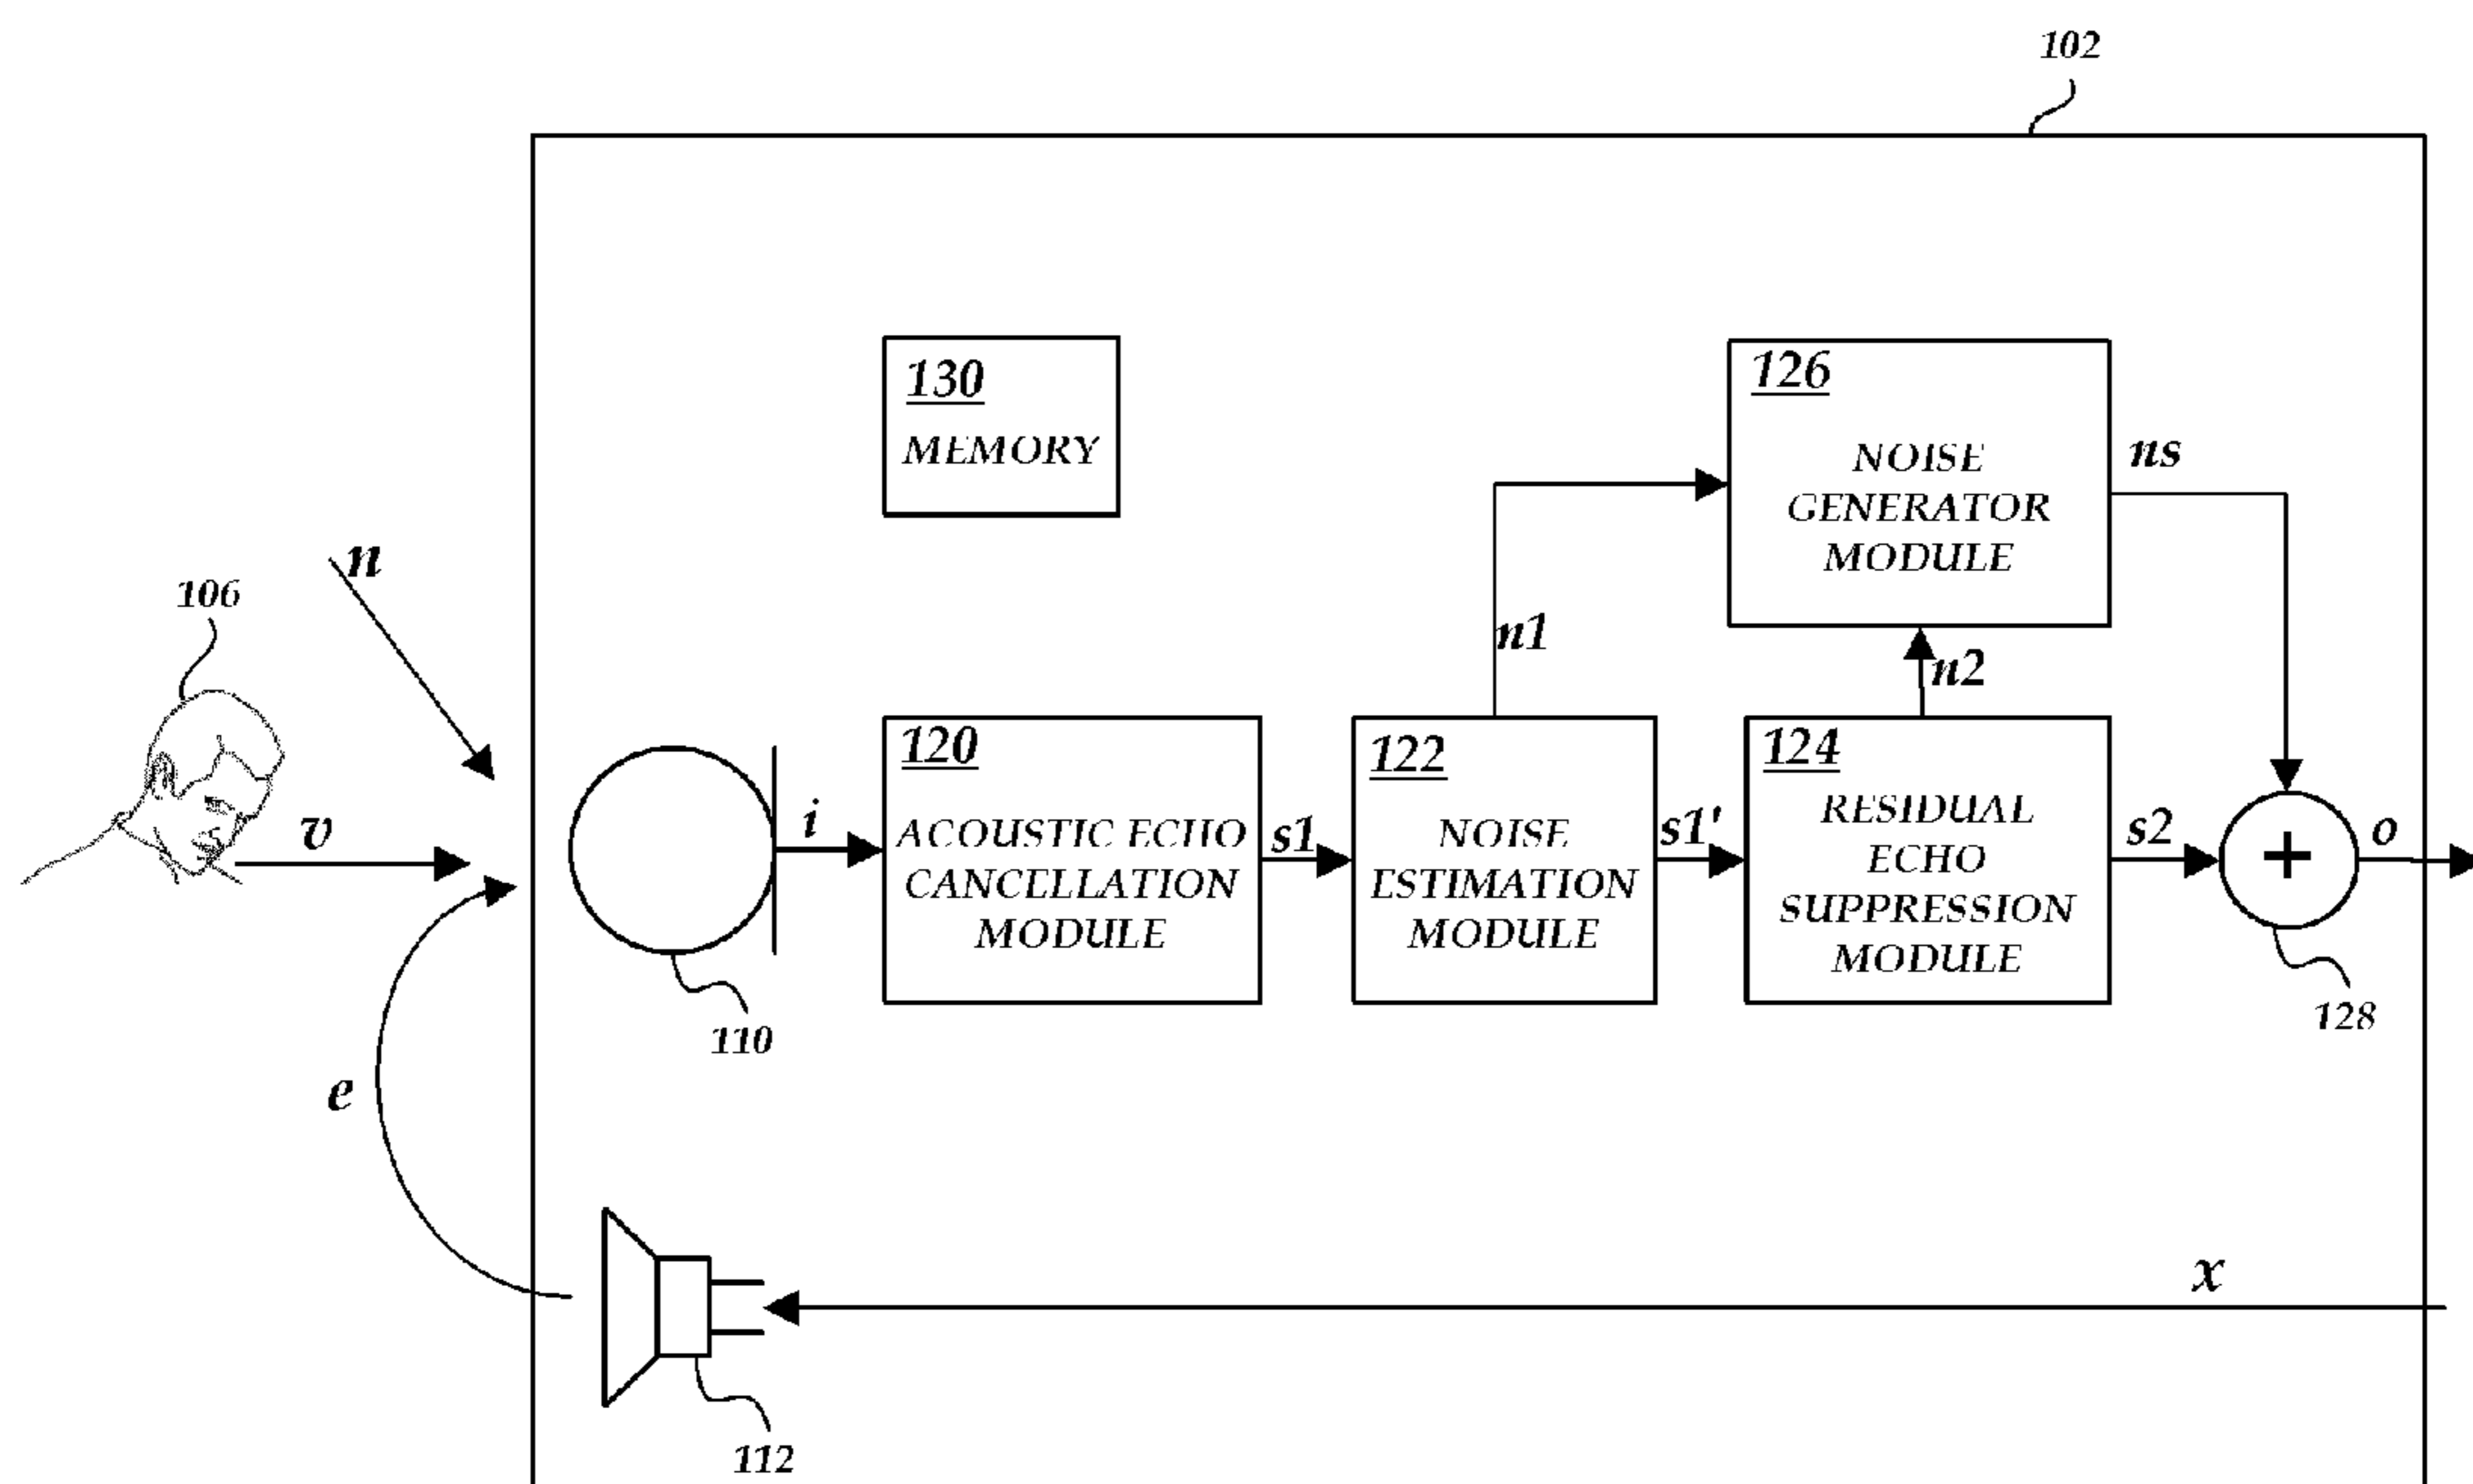 102
130
MEMORY
126
NOISE
GENERATOR
MODULE
ns
n
106
n1
n2
v
i
120
ACOUSTIC ECHO
CANCELLATION
MODULE
s1
122
NOISE
ESTIMATION
MODULE
s1'
124
RESIDUAL
ECHO
SUPPRESSION
MODULE
s2
+
o
110
128
e
x
112